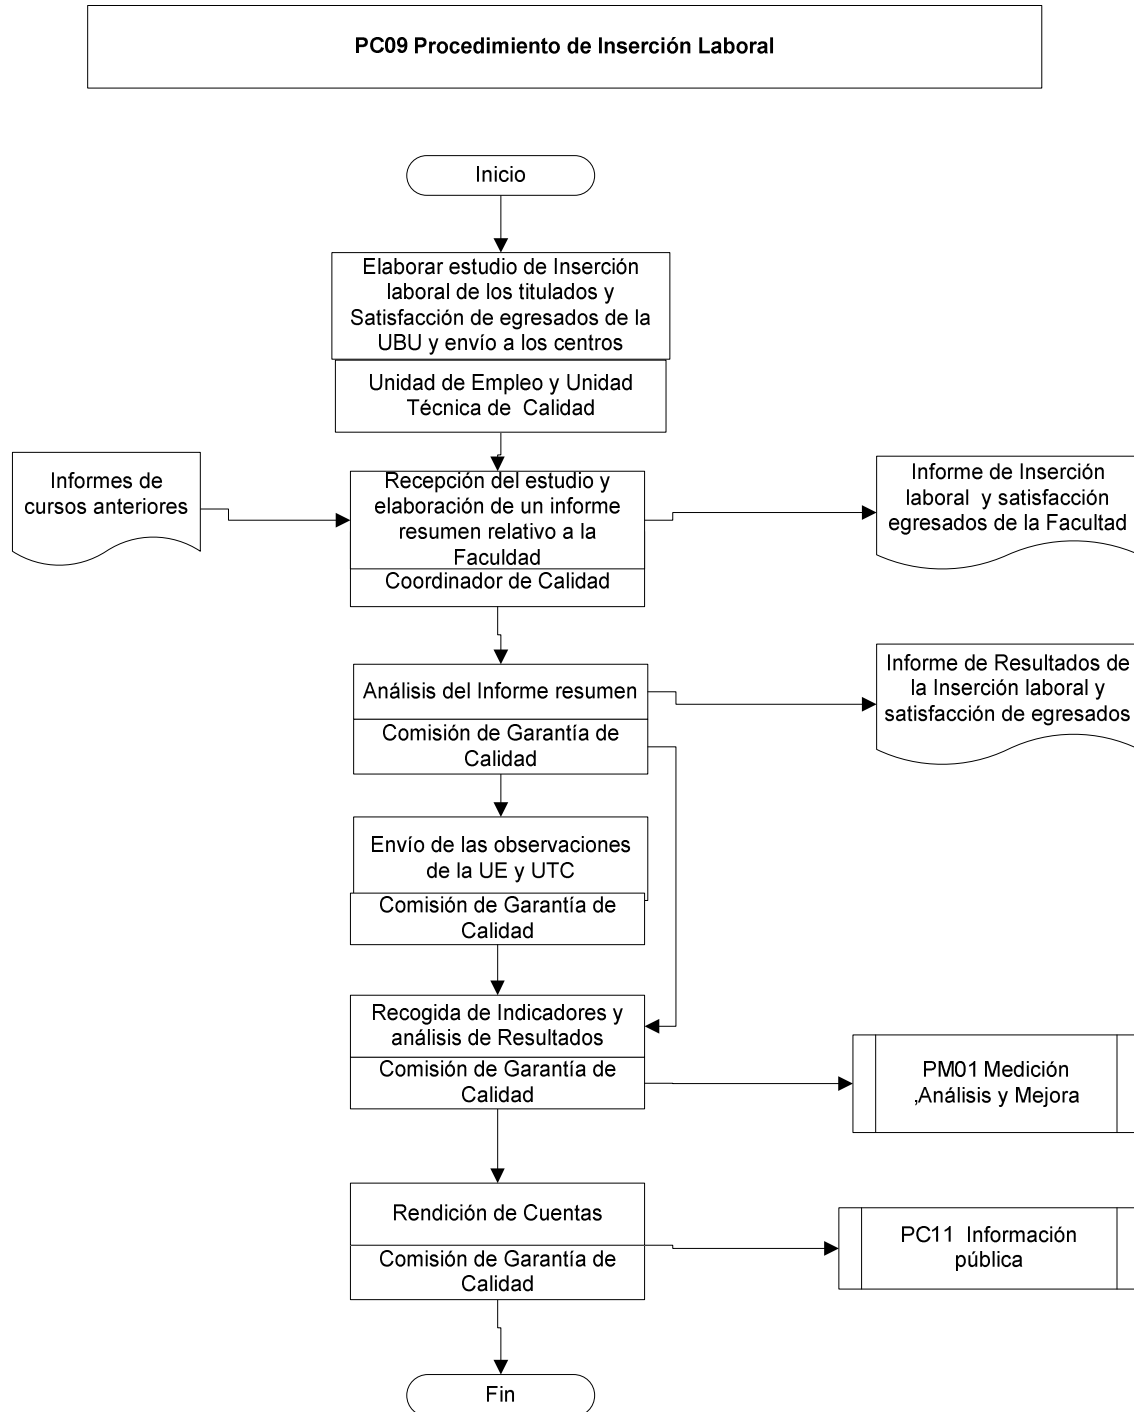 PC09 Procedimiento de Inserción Laboral
Inicio
Elaborar estudio de Inserción
laboral de los titulados y
Satisfacción de egresados de la
UBU y envío a los centros
Unidad de Empleo y Unidad
Técnica de Calidad
Informes de
cursos anteriores
Recepción del estudio y
elaboración de un informe
resumen relativo a la
Faculdad
Coordinador de Calidad
Informe de Inserción
laboral y satisfacción
egresados de la Facultad
Análisis del Informe resumen
Comisión de Garantía de
Calidad
Informe de Resultados de
la Inserción laboral y
satisfacción de egresados
Envío de las observaciones
de la UE y UTC
Comisión de Garantía de
Calidad
Recogida de Indicadores y
análisis de Resultados
Comisión de Garantía de
Calidad
PM01 Medición
,Análisis y Mejora
Rendición de Cuentas
Comisión de Garantía de
Calidad
PC11 Información
pública
Fin